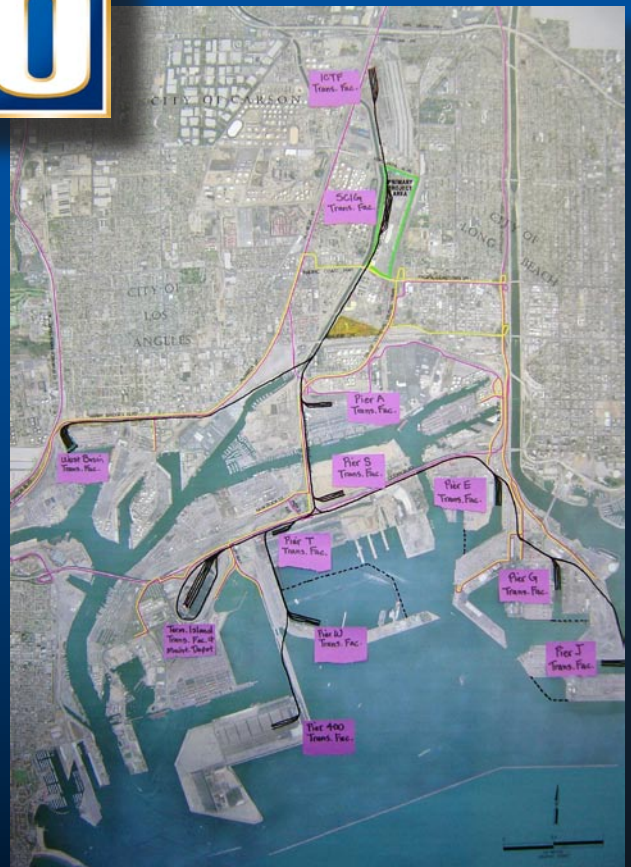 U
ICTF
Trans. Fac.
CITY OF CARSON
PRIMARY
PROJECT
AREA
SCIG
Trans. Fac.
CITY OF
LONG BEACH
CITY OF
LOS
ANGELES
Pier A
Trans. Fac.
West Basin
Trans. Fac.
Pier S
Trans. Fac.
Pier E
Trans. Fac.
Pier T
Trans. Fac.
Pier G
Trans. Fac.
Term. Island
Trans. Fac. &
Maint. Depot
Pier W
Trans. Fac.
Pier J
Trans. Fac.
Pier 400
Trans. Fac.